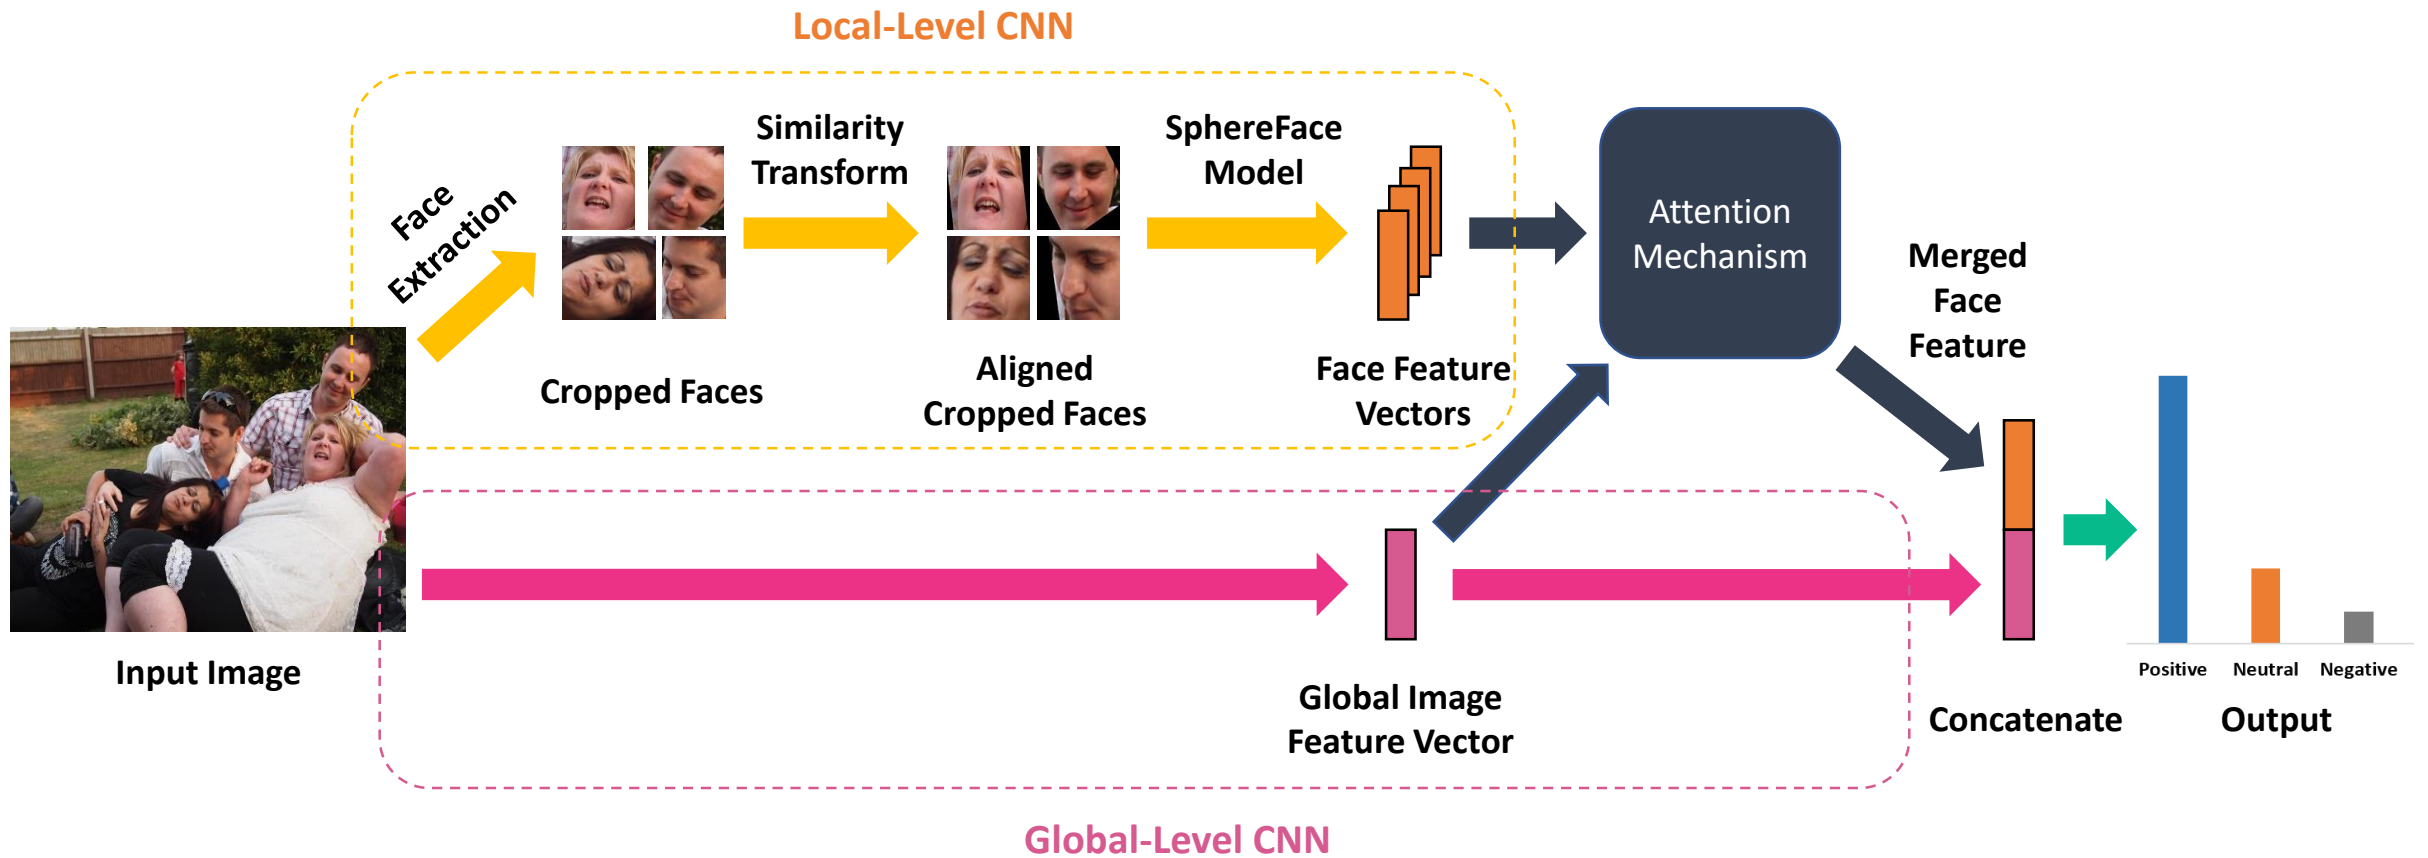 Local-Level CNN
Face
Extraction
Similarity
Transform
SphereFace
Model
Cropped Faces
Aligned
Cropped Faces
Face Feature
Vectors
Attention
Mechanism
Merged
Face
Feature
Input Image
Global Image
Feature Vector
Concatenate
Positive
Neutral
Negative
Output
Global-Level CNN